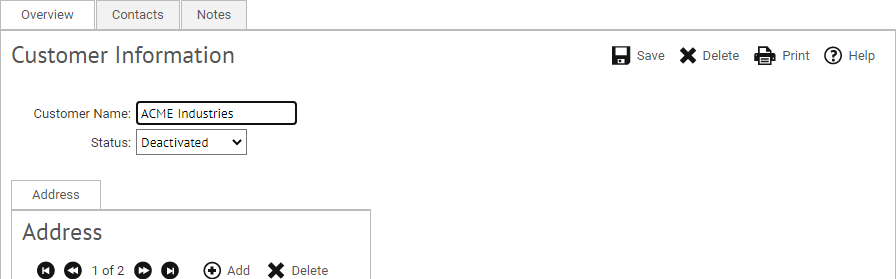 Overview Contacts Notes
Customer Information Save Delete Print Help
Customer Name: ACME Industries
Status: Deactivated
Address
Address
1 of 2 Add Delete